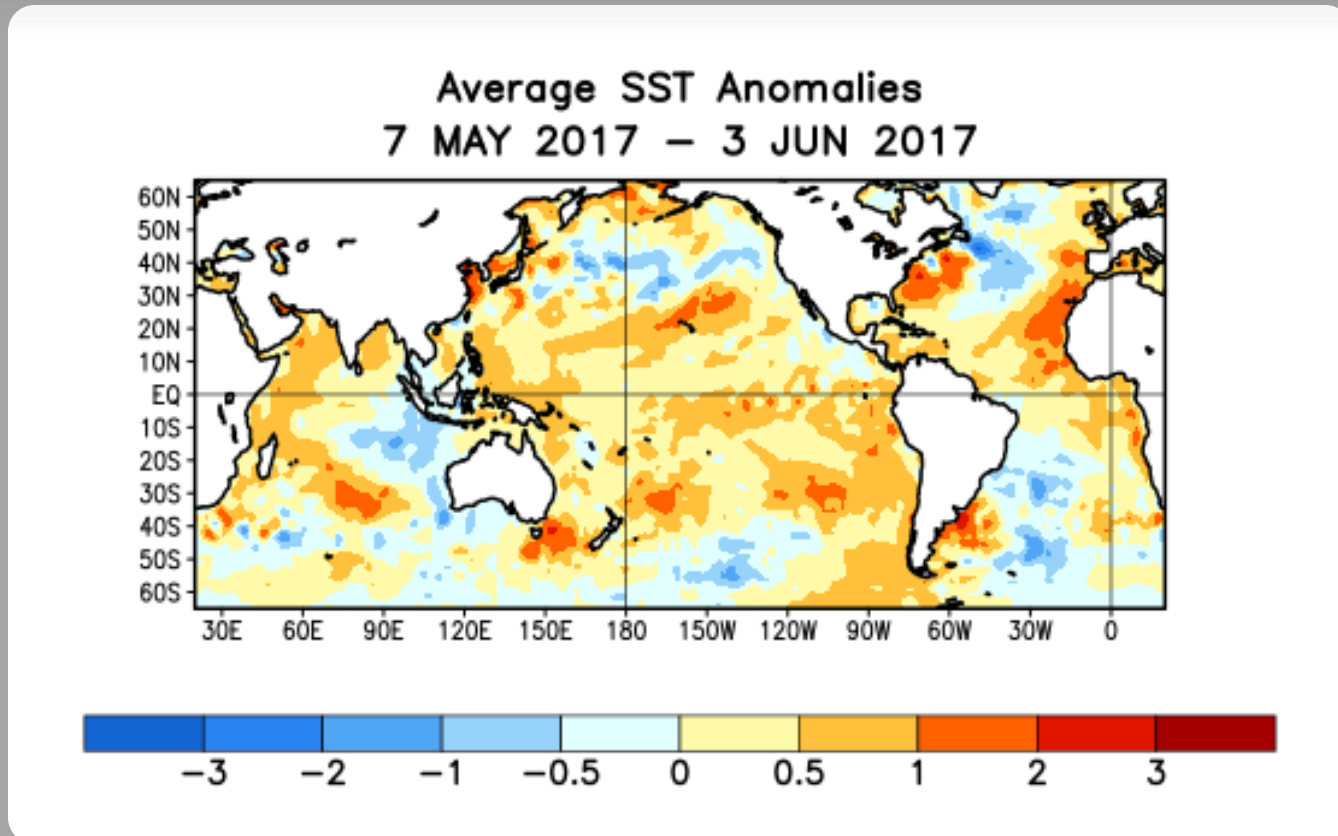 Average SST Anomalies
7 MAY 2017 – 3 JUN 2017
60N
50N
40N
30N
20N
10N
EQ
10S
20S
30S
40S
50S
60S
30E 60E 90E 120E 150E 180 150W 120W 90W 60W 30W 0
−3 −2 −1 −0.5 0 0.5 1 2 3